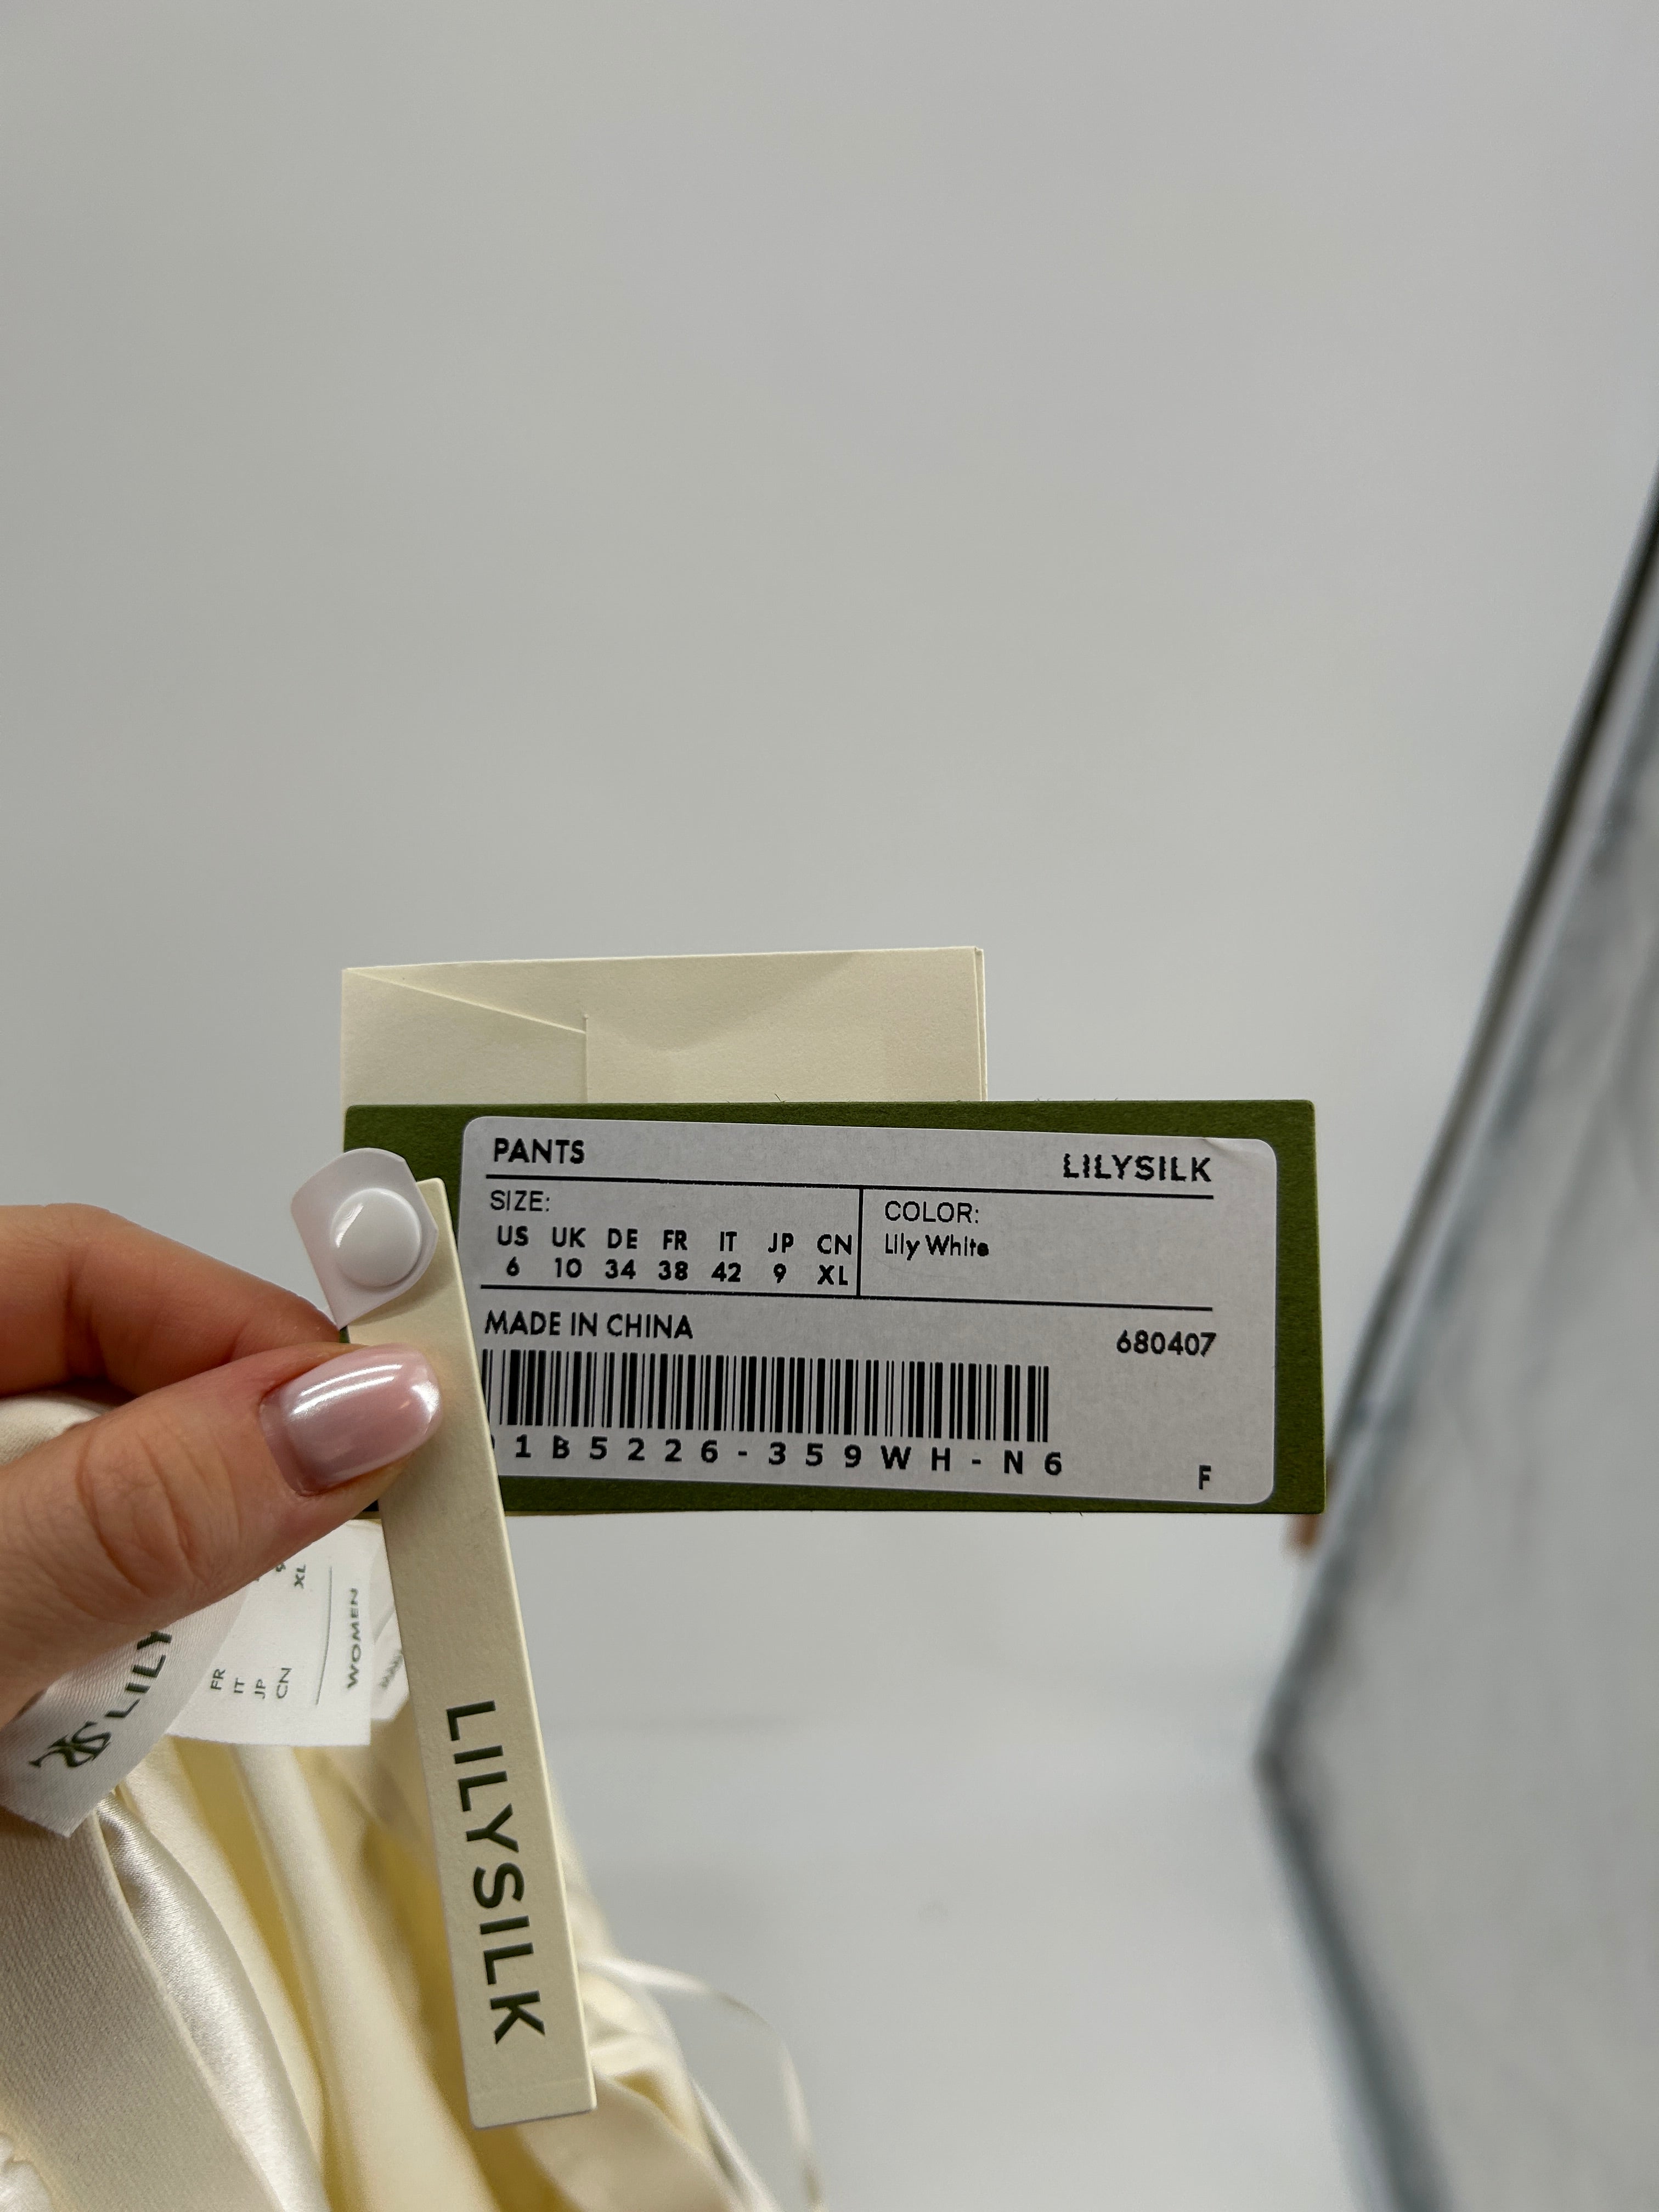 PANTS
LILYSILK
SIZE:
US UK DE FR IT JP CN
6 10 34 38 42 9 XL
COLOR:
Lily White
MADE IN CHINA
680407
1B5226-359WH-N6
F
LILYSILK
LILY
FR
IT
JP
CN XL
WOMEN